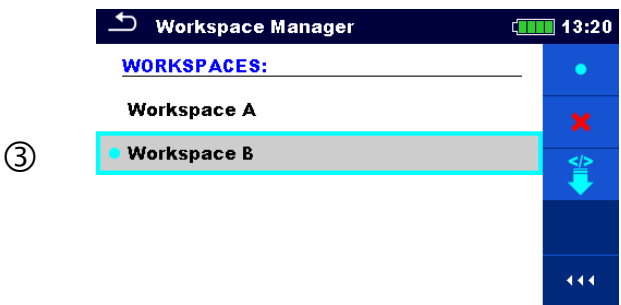 Workspace Manager 13:20
WORKSPACES:
Workspace A
③ Workspace B
</>